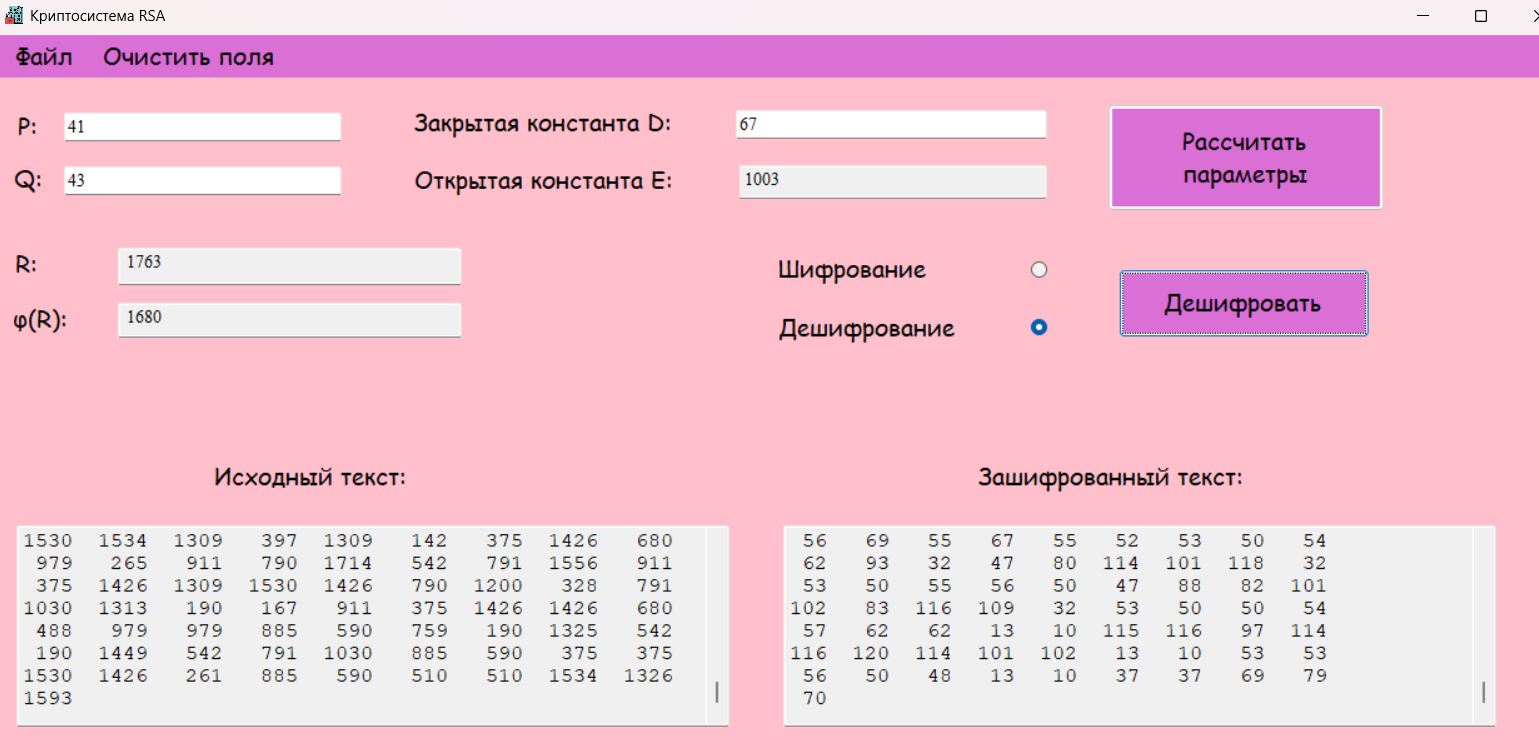 Криптосистема RSA
Файл Очистить поля
P: 41
Q: 43
Закрытая константа D: 67
Открытая константа E: 1003
Рассчитать
параметры
R: 1763
φ(R): 1680
Шифрование
Дешифрование
Дешифровать
Исходный текст:
1530 1534 1309 397 1309 142 375 1426 680
979 265 911 790 1714 542 791 1556 911
375 1426 1309 1530 1426 790 1200 328 791
1030 1313 190 167 911 375 1426 1426 680
488 979 979 885 590 759 190 1325 542
190 1449 542 791 1030 885 590 375 375
1530 1426 261 885 590 510 510 1534 1326
1593
Зашифрованный текст:
56 69 55 67 55 52 53 50 54
62 93 32 47 80 114 101 118 32
53 50 55 56 50 47 88 82 101
102 83 116 109 32 53 50 50 54
57 62 62 13 10 115 116 97 114
116 120 114 101 102 13 10 53 53
56 50 48 13 10 37 37 69 79
70